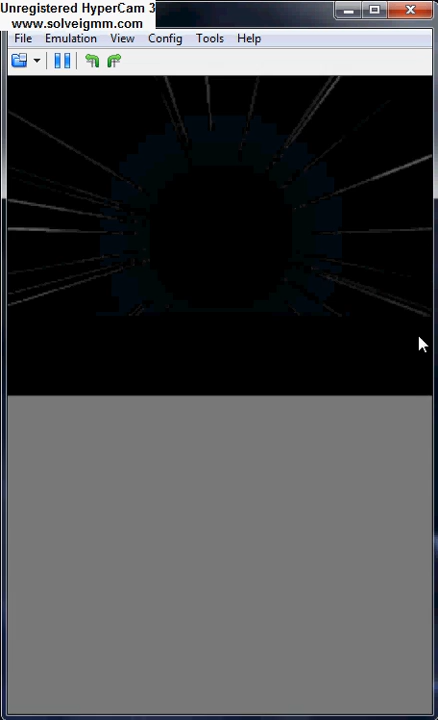 Unregistered HyperCam 3
www.solveigmm.com
File Emulation View Config Tools Help